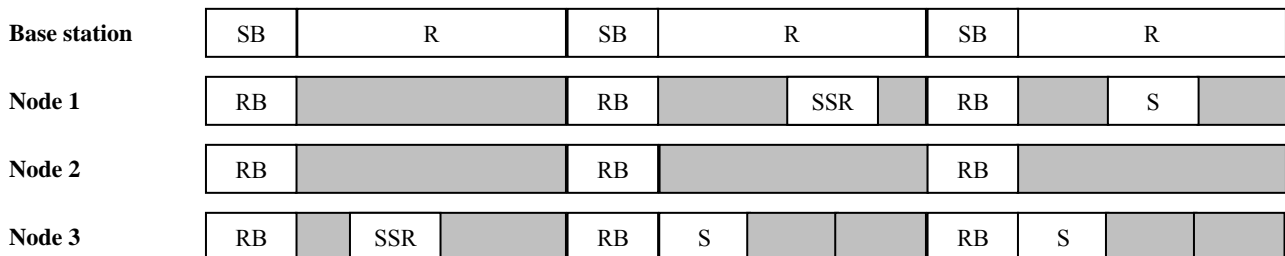 Base station SB R SB R SB R
Node 1 RB RB SSR RB S
Node 2 RB RB RB
Node 3 RB SSR RB S RB S